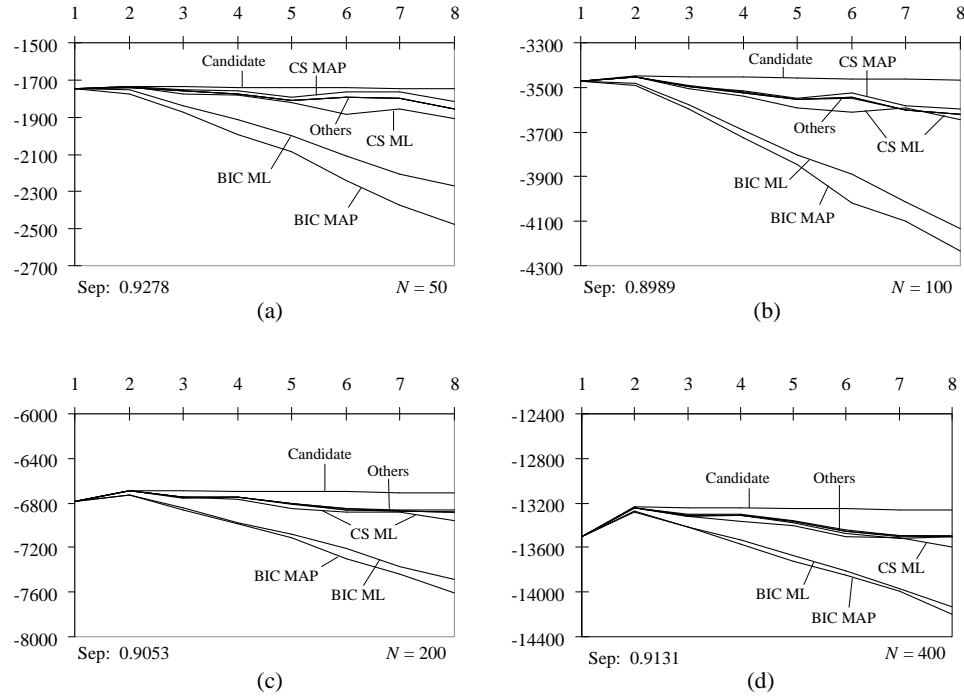 1 2 3 4 5 6 7 8
-1500
-1700
-1900
-2100
-2300
-2500
-2700
Candidate
CS MAP
Others
CS ML
BIC ML
BIC MAP
Sep: 0.9278
N = 50
(a)
1 2 3 4 5 6 7 8
-3300
-3500
-3700
-3900
-4100
-4300
Candidate
CS MAP
Others
CS ML
BIC ML
BIC MAP
Sep: 0.8989
N = 100
(b)
1 2 3 4 5 6 7 8
-6000
-6400
-6800
-7200
-7600
-8000
Candidate
Others
CS ML
BIC MAP
BIC ML
Sep: 0.9053
N = 200
(c)
1 2 3 4 5 6 7 8
-12400
-12800
-13200
-13600
-14000
-14400
Candidate
Others
CS ML
BIC ML
BIC MAP
Sep: 0.9131
N = 400
(d)